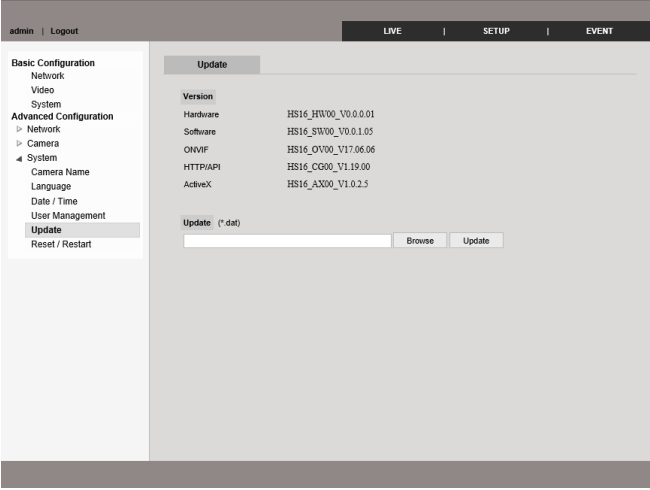 admin | Logout
LIVE | SETUP | EVENT
Basic Configuration
Network
Video
System
Advanced Configuration
Network
Camera
System
Camera Name
Language
Date / Time
User Management
Update
Reset / Restart
Update
Version
Hardware HS16_HW00_V0.0.0.01
Software HS16_SW00_V0.0.1.05
ONVIF HS16_OV00_V17.06.06
HTTP/API HS16_CG00_V1.19.00
ActiveX HS16_AX00_V1.0.2.5
Update (*.dat)
Browse Update